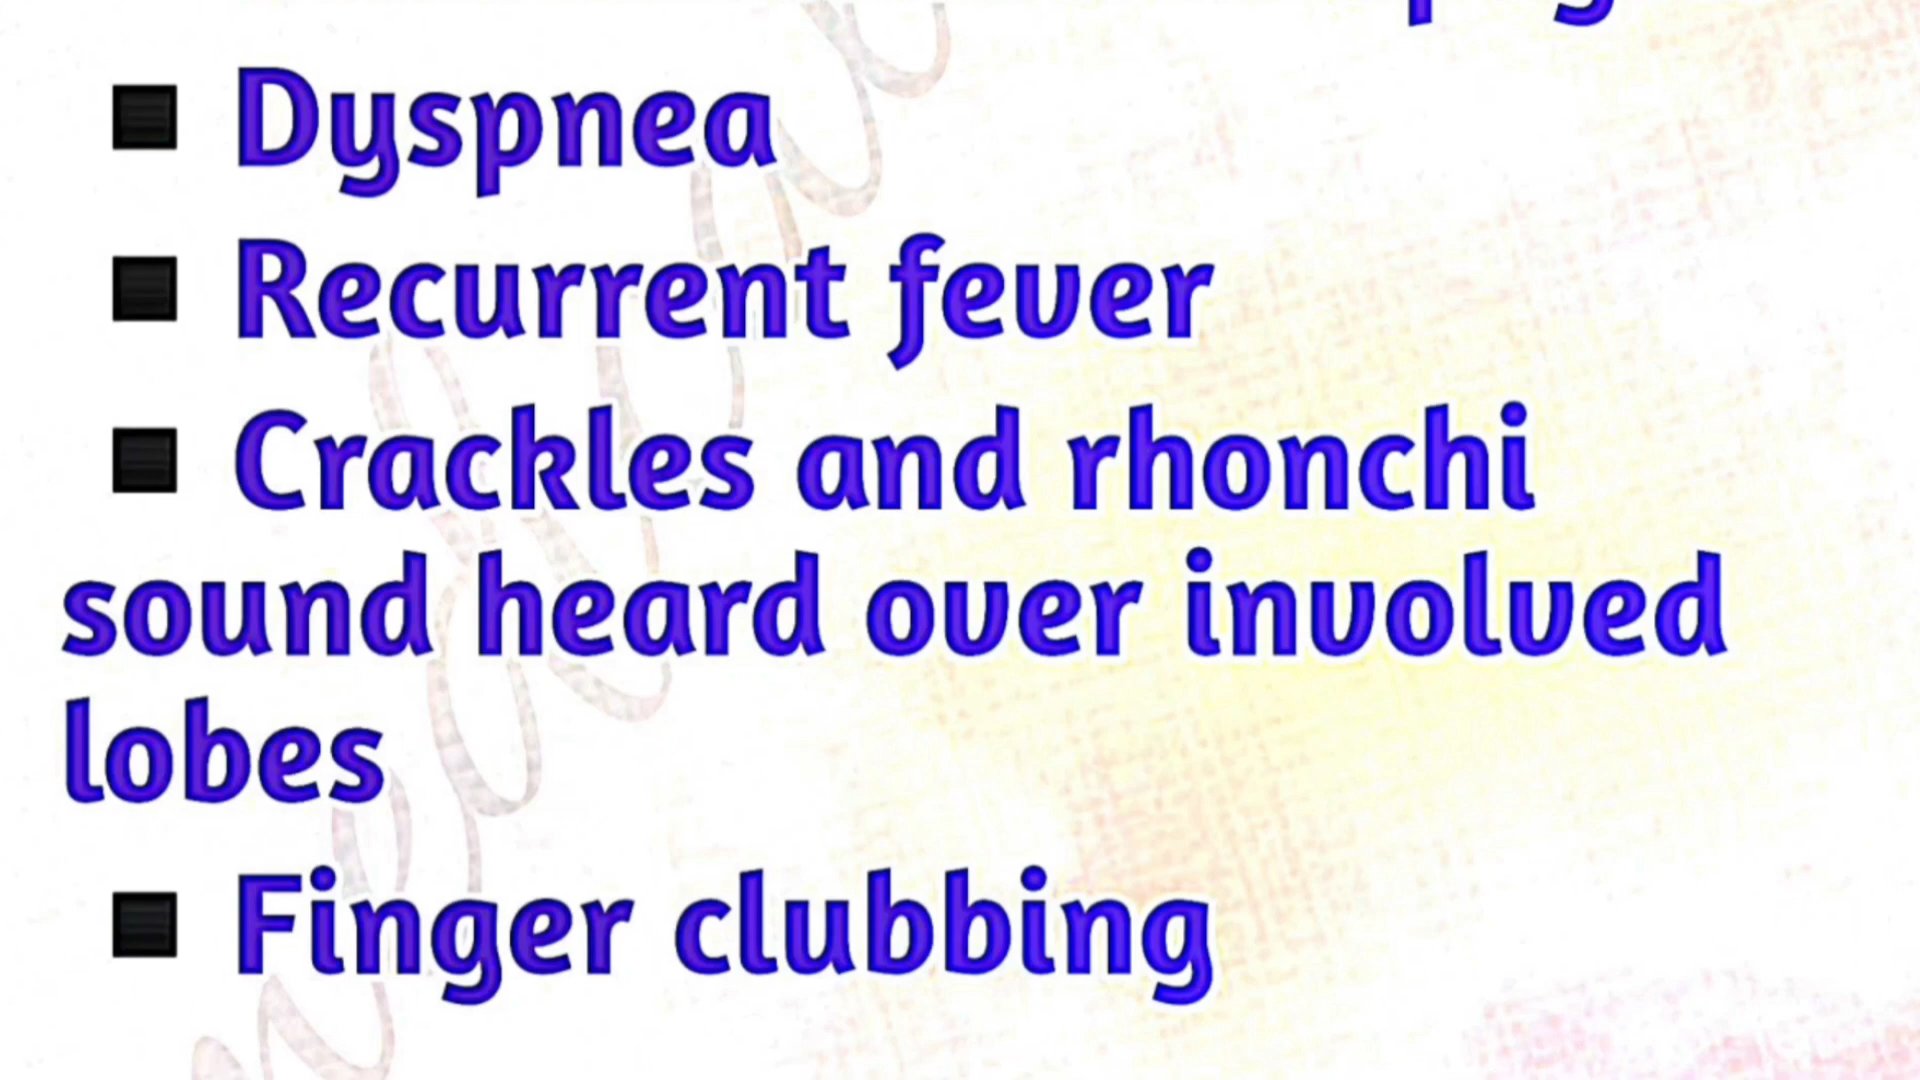 ▪ Dyspnea
▪ Recurrent fever
▪ Crackles and rhonchi
sound heard over involved
lobes
▪ Finger clubbing